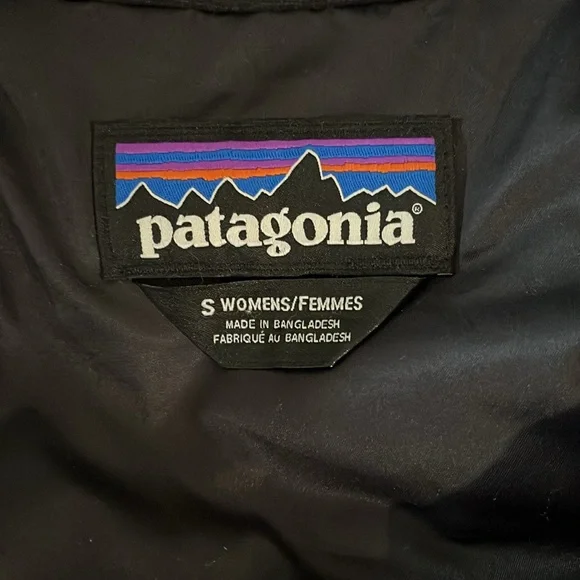 patagonia®
S WOMENS/FEMMES
MADE IN BANGLADESH
FABRIQUÉ AU BANGLADESH